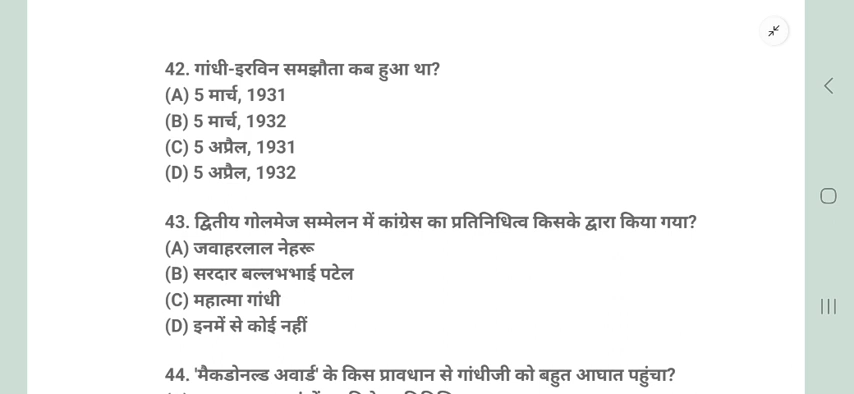 42. गांधी-इरविन समझौता कब हुआ था?
(A) 5 मार्च, 1931
(B) 5 मार्च, 1932
(C) 5 अप्रैल, 1931
(D) 5 अप्रैल, 1932
43. द्वितीय गोलमेज सम्मेलन में कांग्रेस का प्रतिनिधित्व किसके द्वारा किया गया?
(A) जवाहरलाल नेहरू
(B) सरदार बल्लभभाई पटेल
(C) महात्मा गांधी
(D) इनमें से कोई नहीं
44. 'मैकडोनल्ड अवार्ड' के किस प्रावधान से गांधीजी को बहुत आघात पहुंचा?